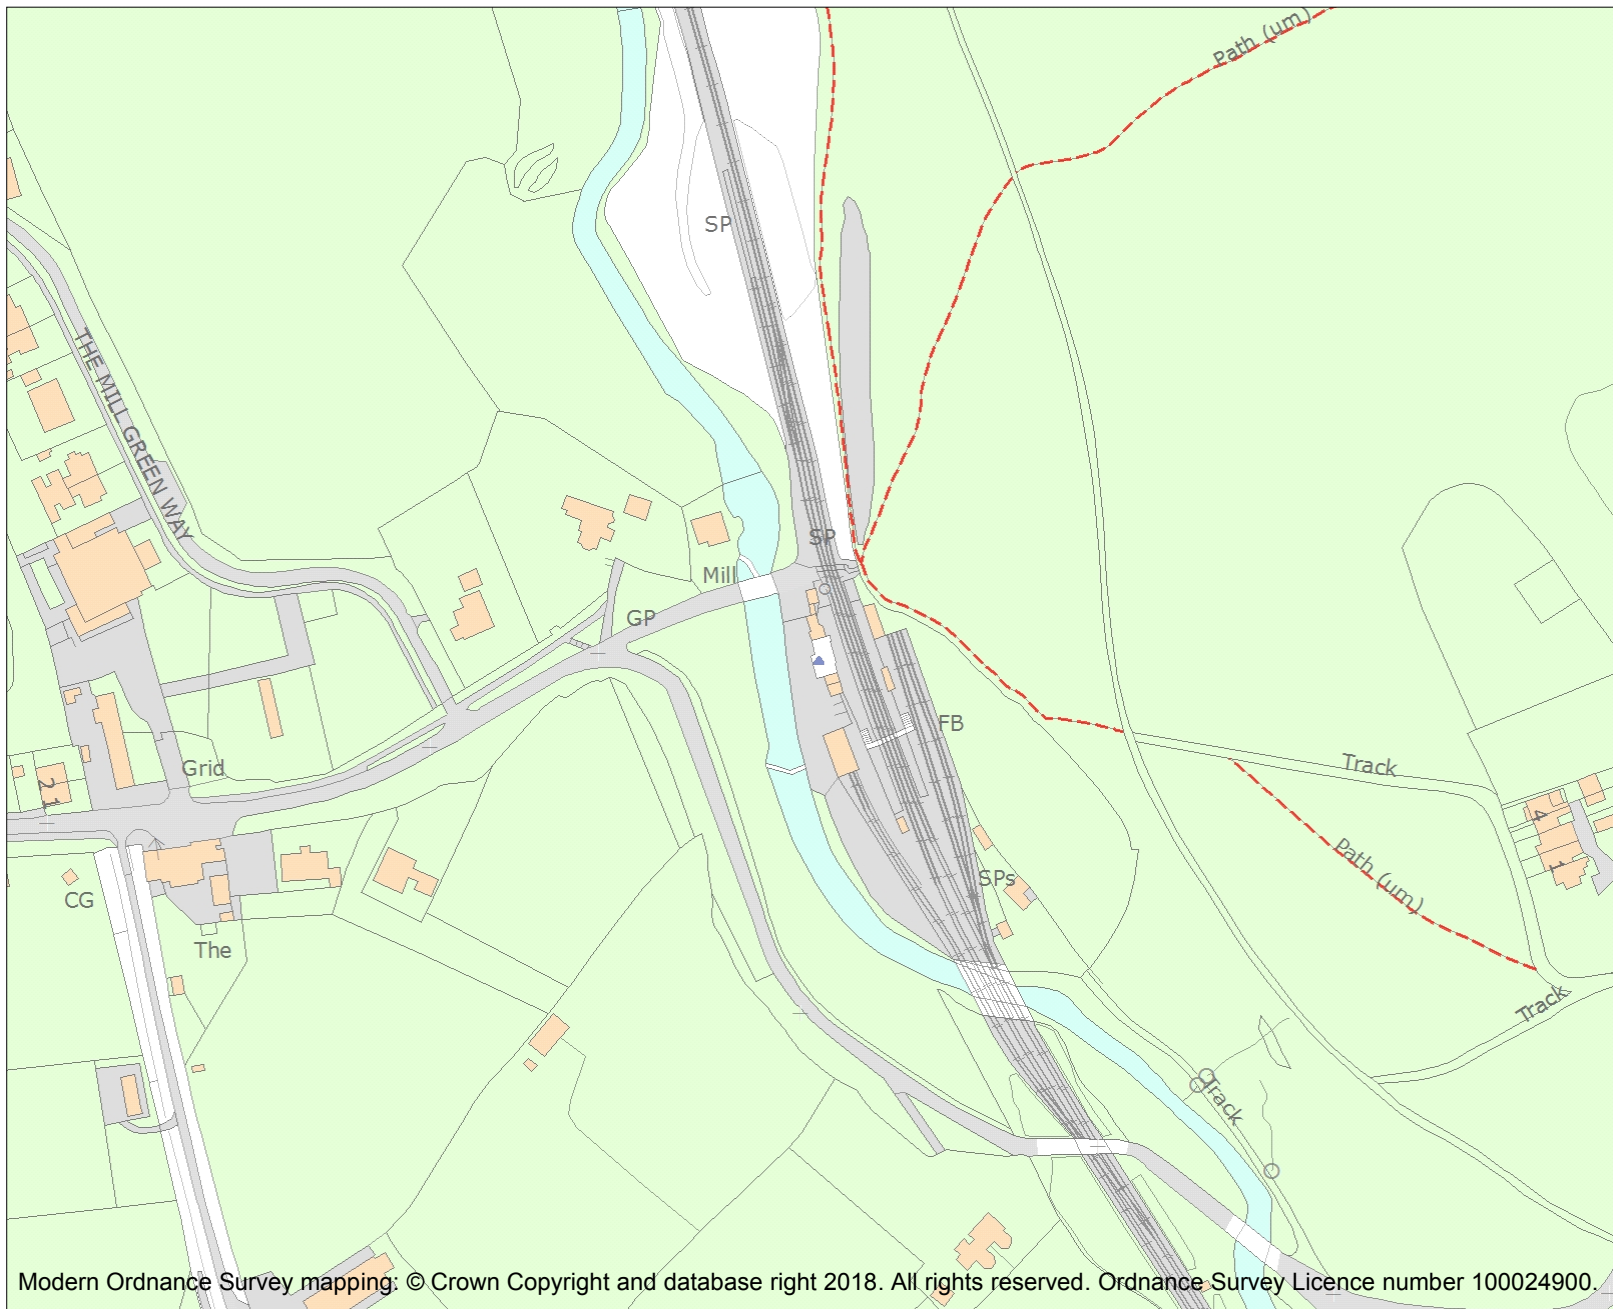 Path (um)
SP
THE MILL GREEN WAY
SP
Mill
GP
FB
Grid
Track
21
4
1
Path (um)
SPs
CG
The
Track
Track
Modern Ordnance Survey mapping: © Crown Copyright and database right 2018. All rights reserved. Ordnance Survey Licence number 100024900.